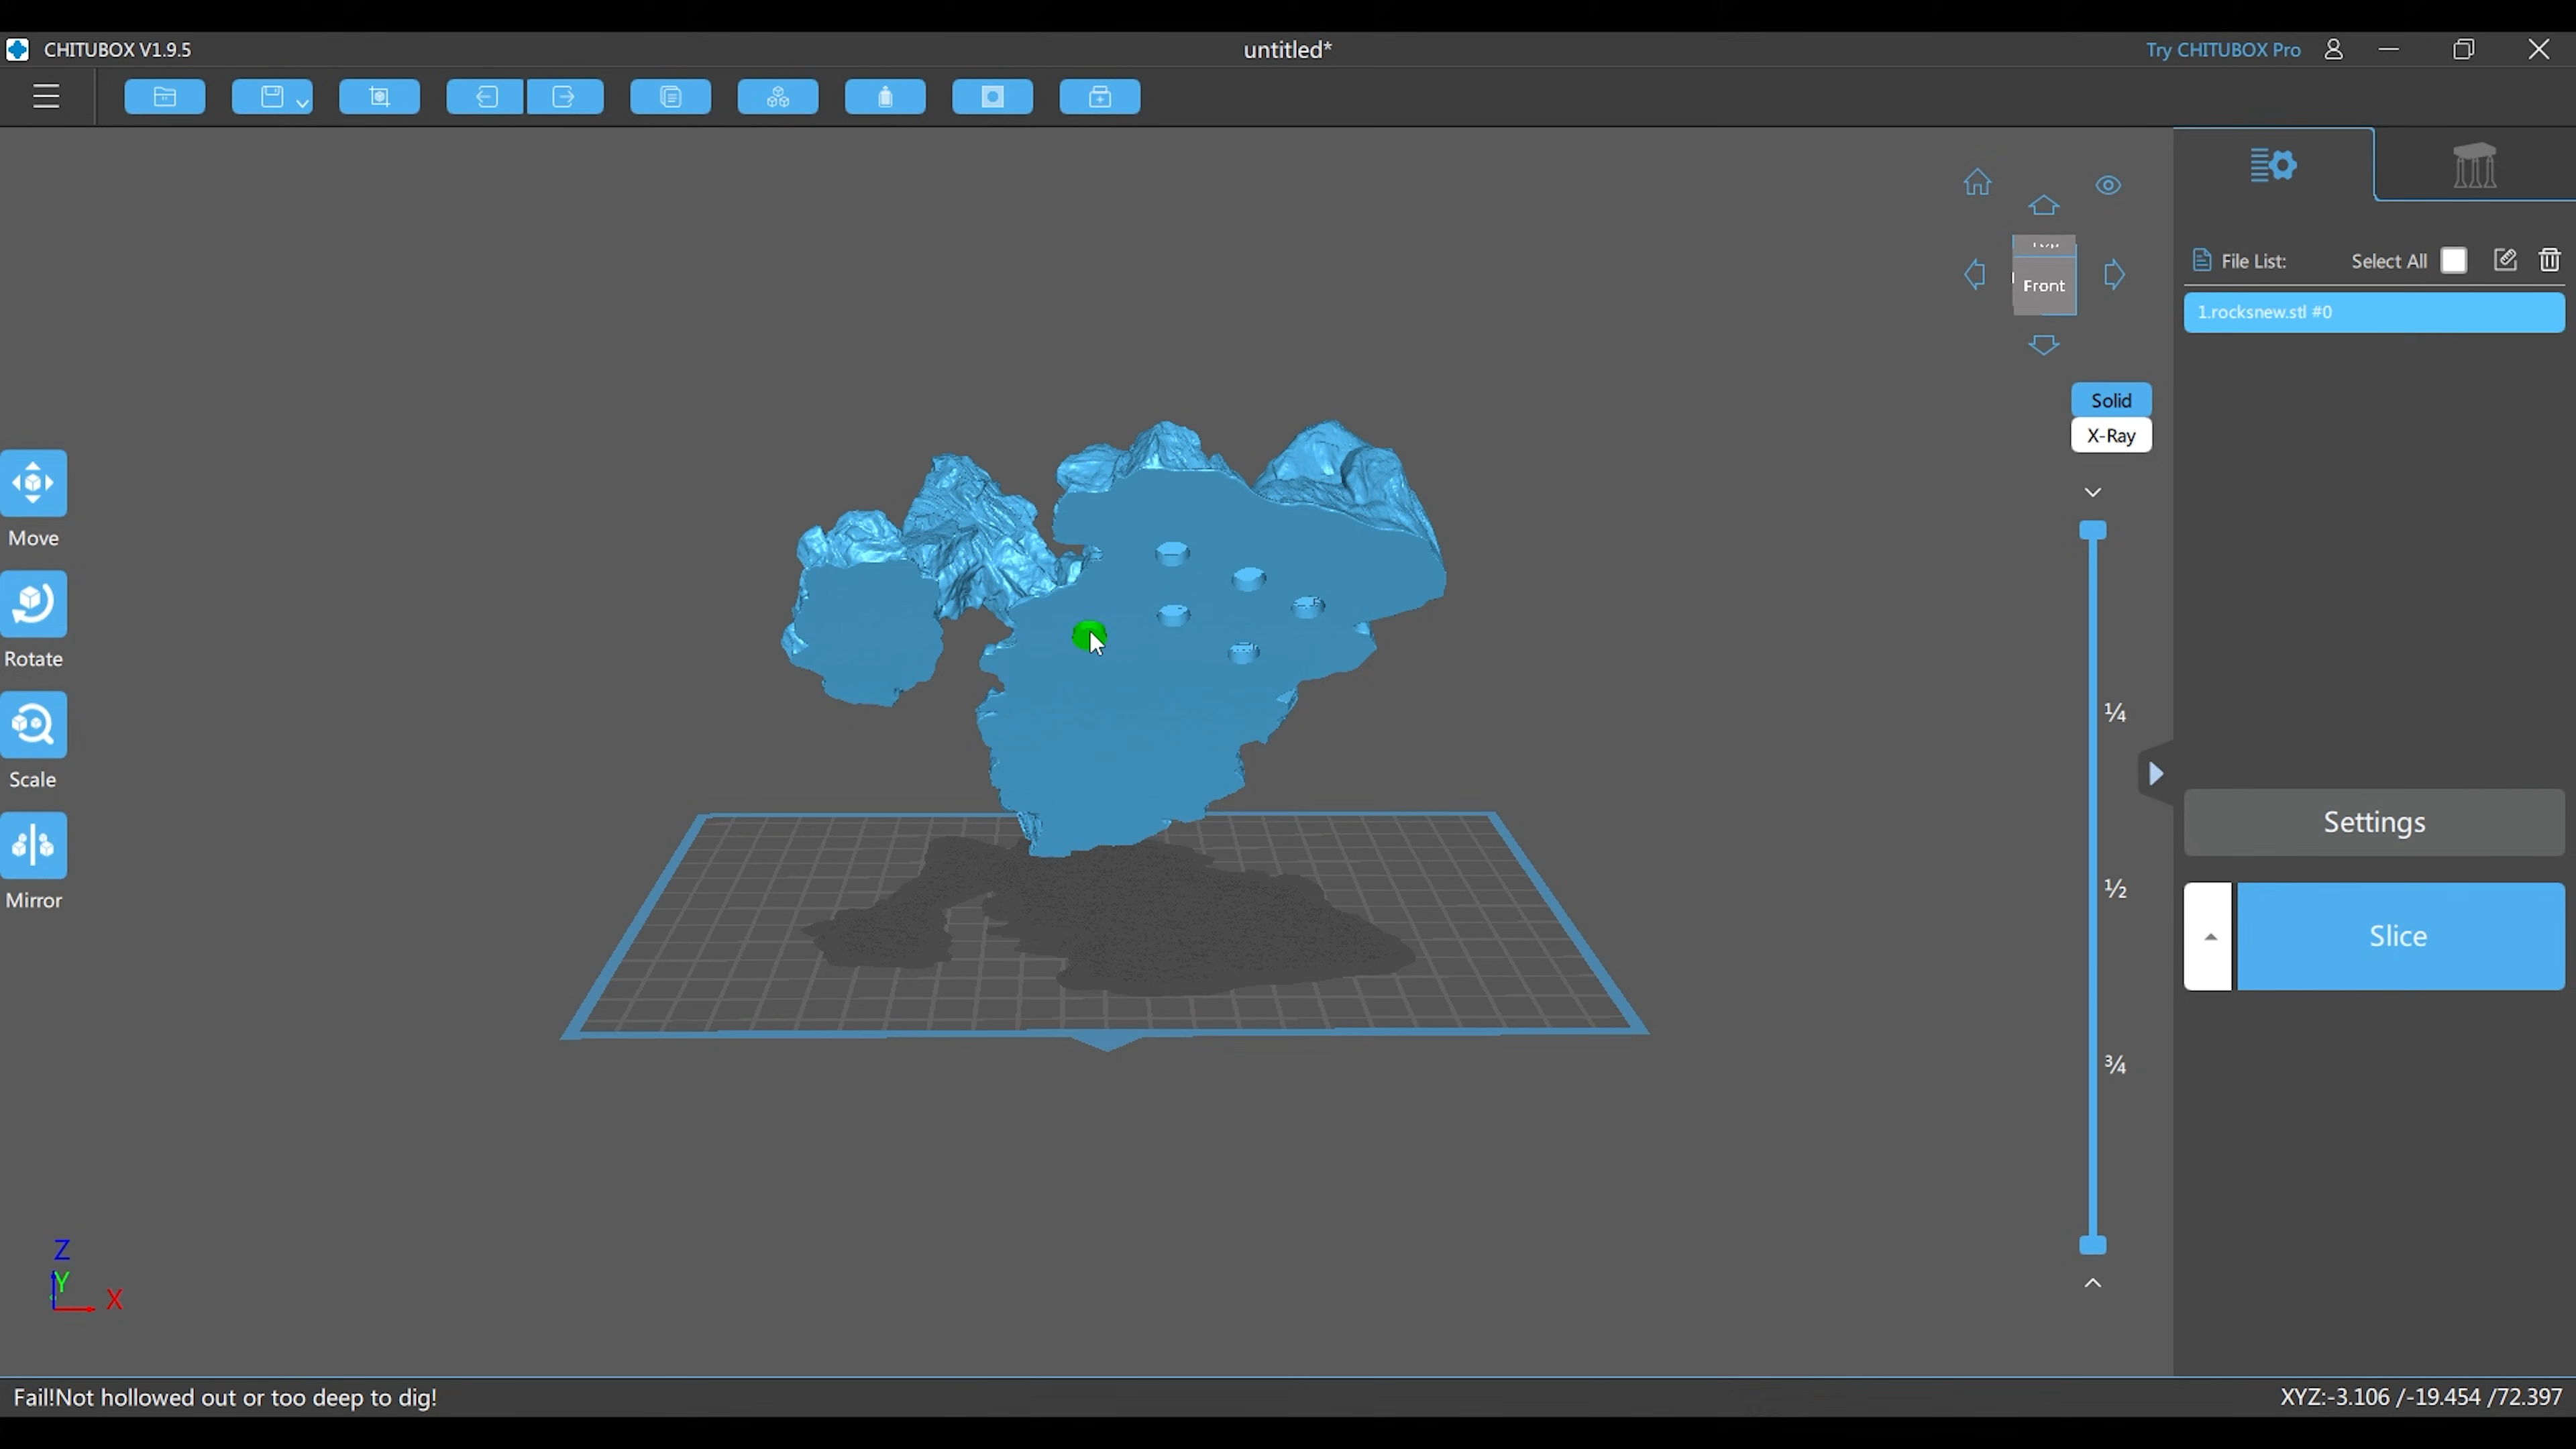 CHITUBOX V1.9.5
untitled*
Try CHITUBOX Pro
File List:
Select All
1.rocksnew.stl #0
Front
Solid
X-Ray
Move
Rotate
Scale
Mirror
¼
½
¾
Settings
Slice
Z
Y
X
Fail!Not hollowed out or too deep to dig!
XYZ:-3.106 /-19.454 /72.397